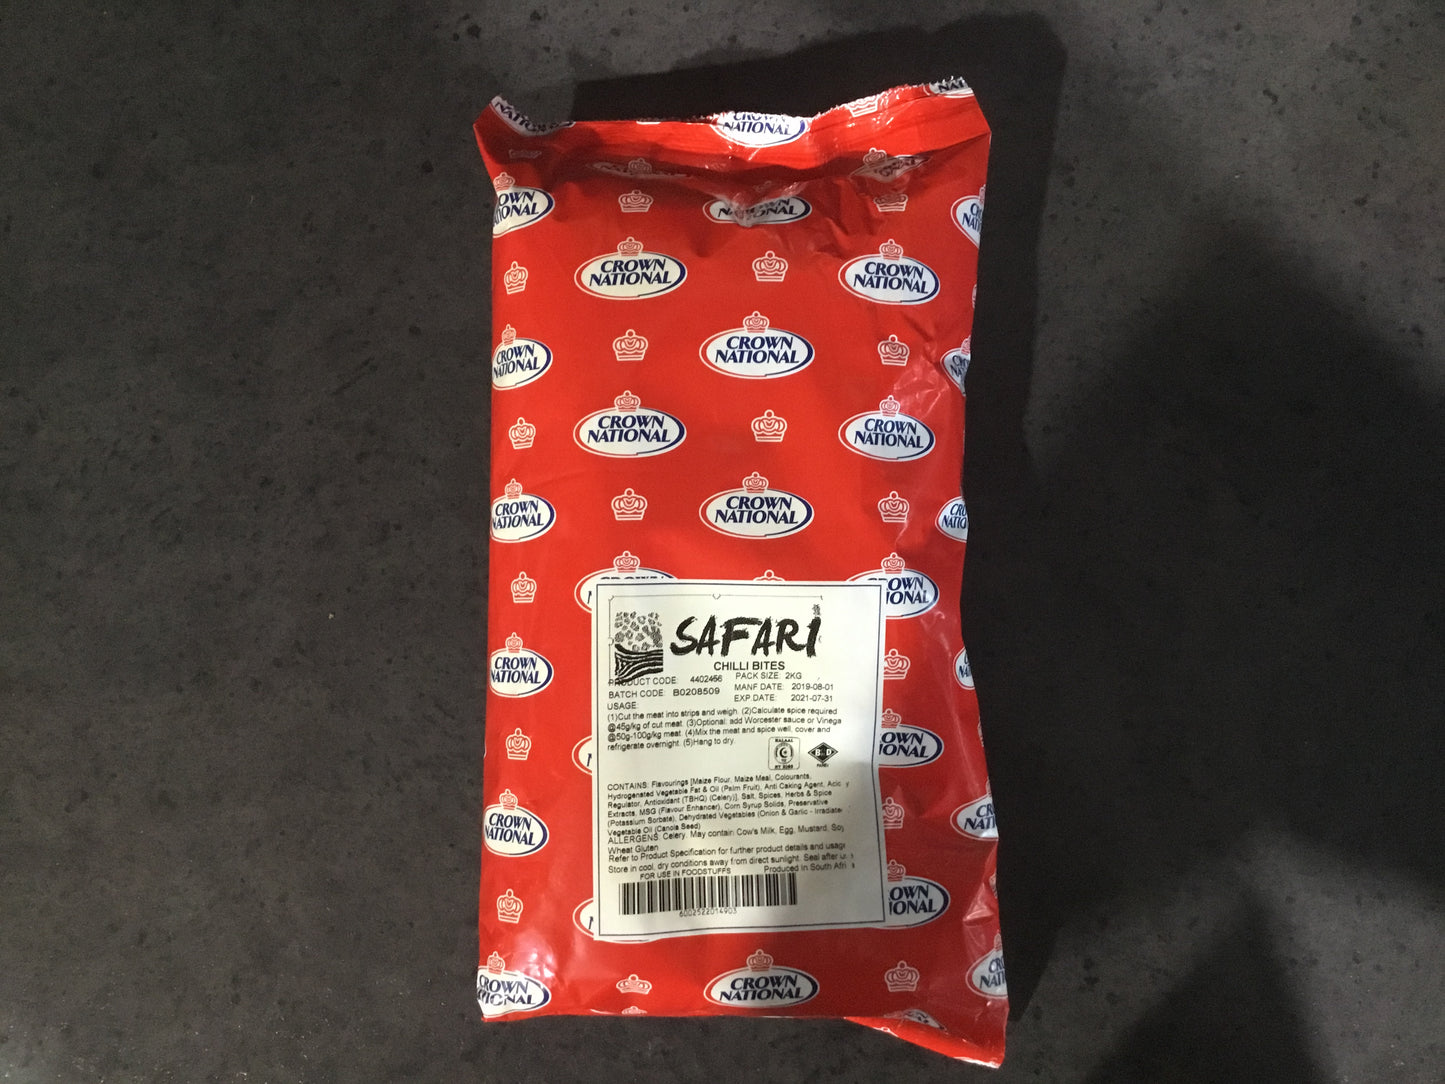 CROWN
NATIONAL
SAFARI
CHILLI BITES
PRODUCT CODE: 4402456 PACK SIZE: 2KG
BATCH CODE: B0208509 MANF DATE: 2019-08-01
EXP.DATE: 2021-07-31
USAGE:
(1)Cut the meat into strips and weigh. (2)Calculate spice required
@45g/kg of cut meat. (3)Optional: add Worcester sauce or Vinega
@50g-100g/kg meat. (4)Mix the meat and spice well, cover and
refrigerate overnight. (5)Hang to dry.
CONTAINS: Flavourings [Maize Flour, Maize Meal, Colourants,
Hydrogenated Vegetable Fat & Oil (Palm Fruit), Anti Caking Agent, Acid
Regulator, Antioxidant (TBHQ) (Celery)], Salt, Spices, Herbs & Spice
Extracts, MSG (Flavour Enhancer), Corn Syrup Solids, Preservative
(Potassium Sorbate), Dehydrated Vegetables (Onion & Garlic - Irradiate
Vegetable Oil (Canola Seed)
ALLERGENS: Celery. May contain: Cow's Milk, Egg, Mustard, Soy
Wheat Gluten
Refer to Product Specification for further product details and usag
Store in cool, dry conditions away from direct sunlight. Seal after u
FOR USE IN FOODSTUFFS Produced In South Afri
6002522014903